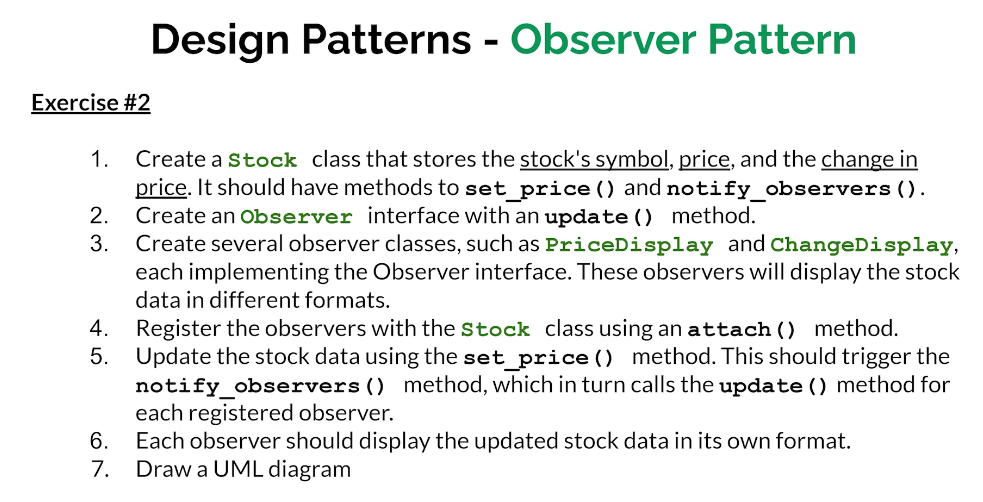 Design Patterns - Observer Pattern
Exercise #2
1. Create a Stock class that stores the stock's symbol, price, and the change in
price. It should have methods to set_price() and notify_observers().
2. Create an Observer interface with an update() method.
3. Create several observer classes, such as PriceDisplay and ChangeDisplay,
each implementing the Observer interface. These observers will display the stock
data in different formats.
4. Register the observers with the Stock class using an attach() method.
5. Update the stock data using the set_price() method. This should trigger the
notify_observers() method, which in turn calls the update() method for
each registered observer.
6. Each observer should display the updated stock data in its own format.
7. Draw a UML diagram